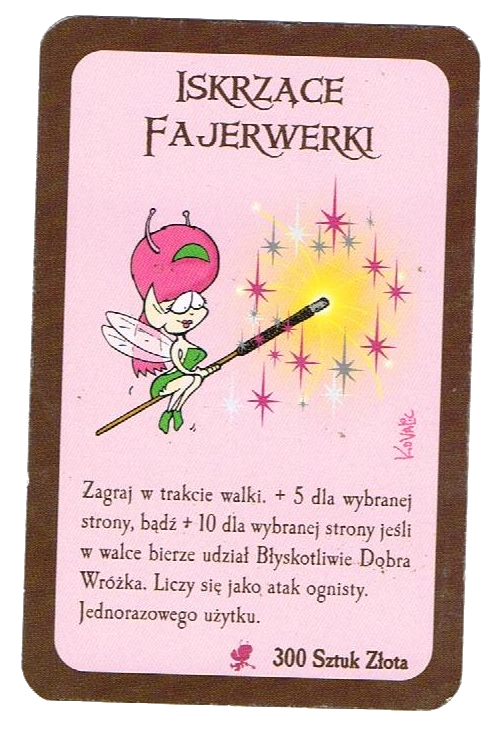 Iskrzące
Fajerwerki
Kovalic
Zagraj w trakcie walki. + 5 dla wybranej
strony, bądź + 10 dla wybranej strony jeśli
w walce bierze udział Błyskotliwie Dobra
Wróżka. Liczy się jako atak ognisty.
Jednorazowego użytku.
300 Sztuk Złota